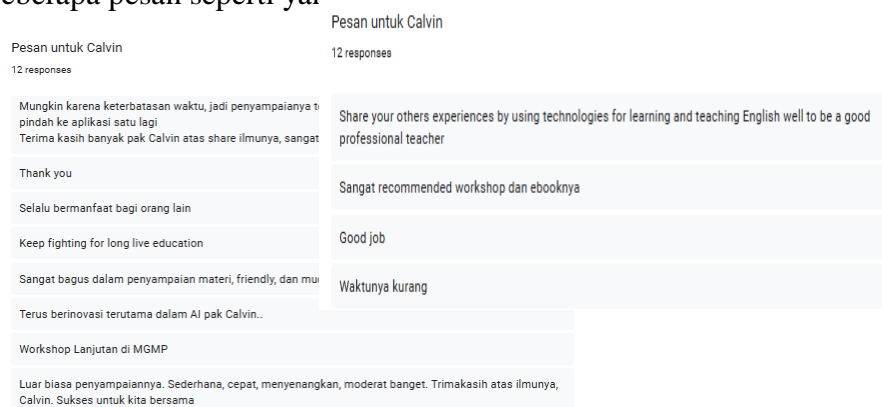 beberapa pesan seperti
Pesan untuk Calvin
12 responses
Mungkin karena keterbatasan waktu, jadi penyampaianya
pindah ke aplikasi satu lagi
Terima kasih banyak pak Calvin atas share ilmunya, sangat
Thank you
Selalu bermanfaat bagi orang lain
Keep fighting for long live education
Sangat bagus dalam penyampaian materi, friendly, dan
Terus berinovasi terutama dalam AI pak Calvin..
Workshop Lanjutan di MGMP
Luar biasa penyampaiannya. Sederhana, cepat, menyenangkan, moderat banget. Trimakasih atas ilmunya,
Calvin. Sukses untuk kita bersama
Pesan untuk Calvin
12 responses
Share your others experiences by using technologies for learning and teaching English well to be a good
professional teacher
Sangat recommended workshop dan ebooknya
Good job
Waktunya kurang